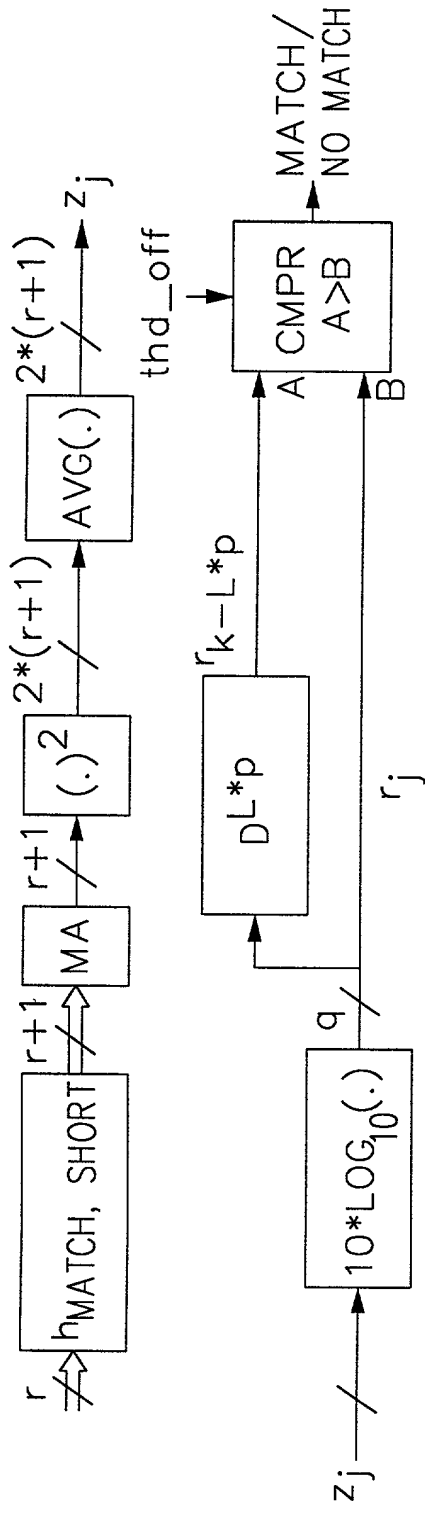 r
hMATCH, SHORT
r+1
MA
r+1
(.)2
2*(r+1)
AVG(.)
2*(r+1)
zj
zj
10*LOG10(.)
q
DL*p
rk-L*p
rj
thd_off
A
B
CMPR
A>B
MATCH/
NO MATCH